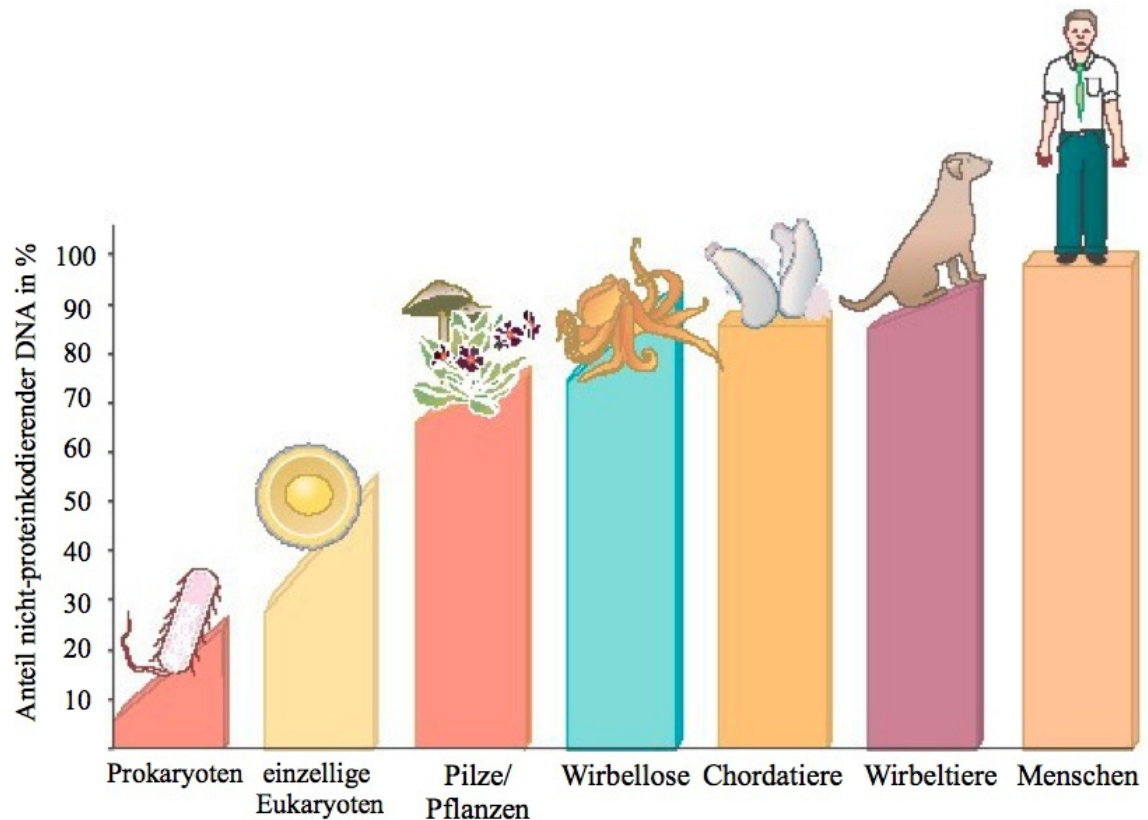 Anteil nicht-proteinkodierender DNA in %
100
90
80
70
60
50
40
30
20
10
Prokaryoten
einzellige
Eukaryoten
Pilze/
Pflanzen
Wirbellose
Chordatiere
Wirbeltiere
Menschen